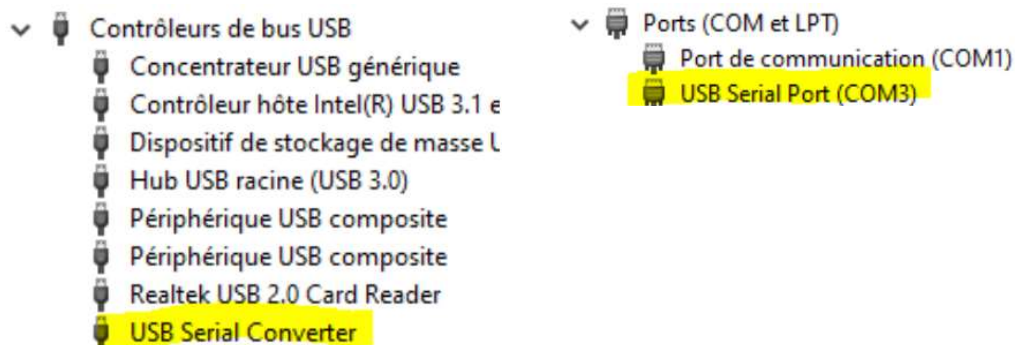 Contrôleurs de bus USB
Concentrateur USB générique
Contrôleur hôte Intel(R) USB 3.1 e
Dispositif de stockage de masse
Hub USB racine (USB 3.0)
Périphérique USB composite
Périphérique USB composite
Realtek USB 2.0 Card Reader
USB Serial Converter
Ports (COM et LPT)
Port de communication (COM1)
USB Serial Port (COM3)